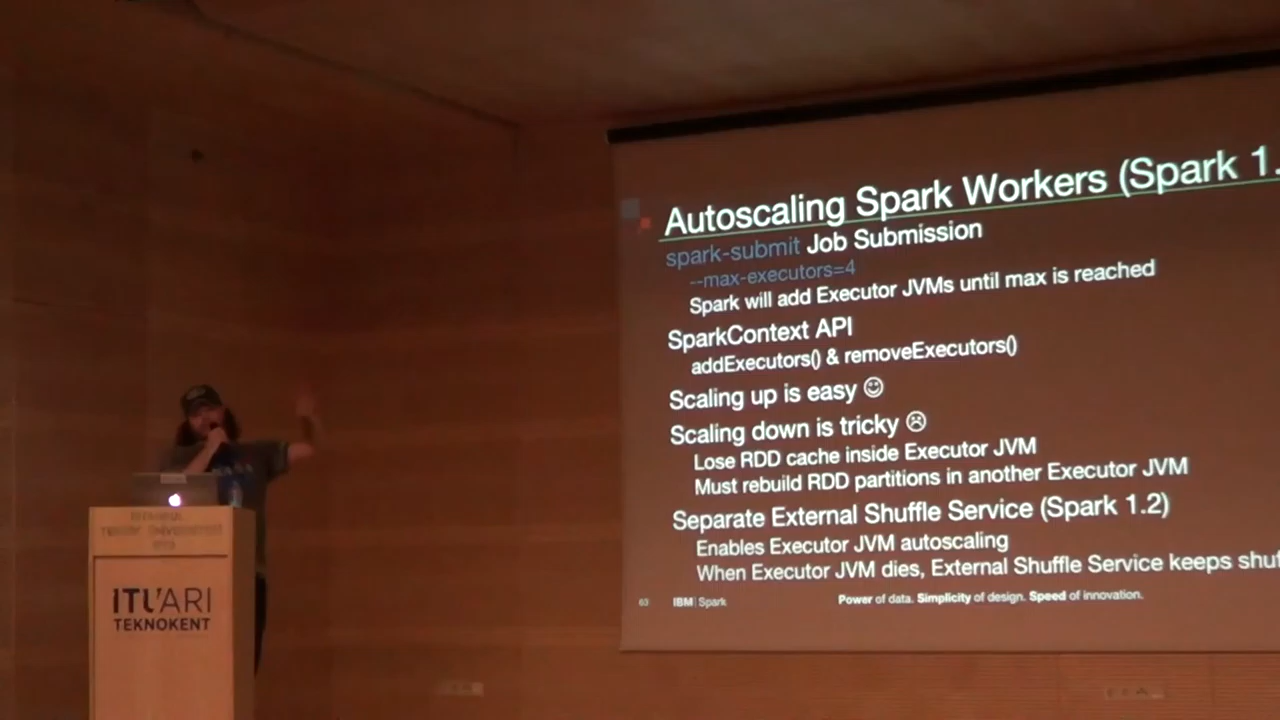 Autoscaling Spark Workers (Spark 1.
spark-submit Job Submission
--max-executors=4
Spark will add Executor JVMs until max is reached
SparkContext API
addExecutors() & removeExecutors()
Scaling up is easy ☺
Scaling down is tricky ☹
Lose RDD cache inside Executor JVM
Must rebuild RDD partitions in another Executor JVM
Separate External Shuffle Service (Spark 1.2)
Enables Executor JVM autoscaling
When Executor JVM dies, External Shuffle Service keeps shuf
63 IBM | Spark Power of data. Simplicity of design. Speed of innovation.
İTÜARI
TEKNOKENT